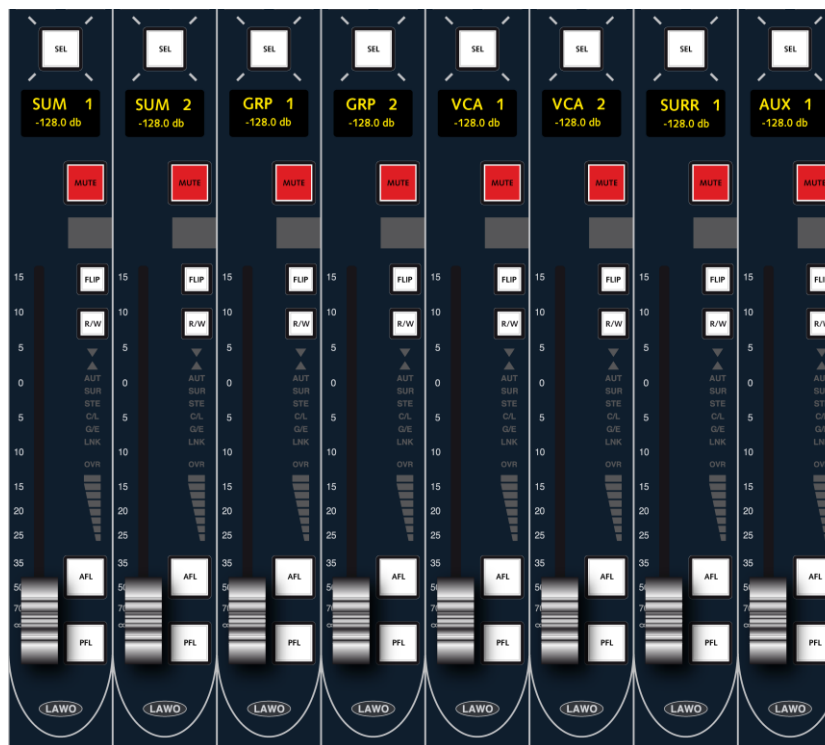 SEL SEL SEL SEL SEL SEL SEL SEL
SUM 1 SUM 2 GRP 1 GRP 2 VCA 1 VCA 2 SURR 1 AUX 1
-128.0 db -128.0 db -128.0 db -128.0 db -128.0 db -128.0 db -128.0 db -128.0 db
MUTE MUTE MUTE MUTE MUTE MUTE MUTE MUTE
15 FLIP 15 FLIP 15 FLIP 15 FLIP 15 FLIP 15 FLIP 15 FLIP 15
10 R/W 10 R/W 10 R/W 10 R/W 10 R/W 10 R/W 10 R/W 10 R/W
5 5 5 5 5 5 5 5
0 AUT 0 AUT 0 AUT 0 AUT 0 AUT 0 AUT 0 AUT 0 AUT
SUR SUR SUR SUR SUR SUR SUR SUR
STE STE STE STE STE STE STE STE
5 C/L 5 C/L 5 C/L 5 C/L 5 C/L 5 C/L 5 C/L 5 C/L
G/E G/E G/E G/E G/E G/E G/E G/E
10 LNK 10 LNK 10 LNK 10 LNK 10 LNK 10 LNK 10 LNK 10 LNK
OVR OVR OVR OVR OVR OVR OVR OVR
15 15 15 15 15 15 15 15
20 20 20 20 20 20 20 20
25 25 25 25 25 25 25 25
35 35 35 35 35 35 35 35
AFL AFL AFL AFL AFL AFL AFL AFL
PFL PFL PFL PFL PFL PFL PFL PFL
LAWO LAWO LAWO LAWO LAWO LAWO LAWO LAWO